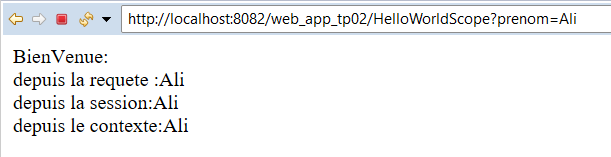 http://localhost:8082/web_app_tp02/HelloWorldScope?prenom=Ali
BienVenue:
depuis la requete :Ali
depuis la session:Ali
depuis le contexte:Ali